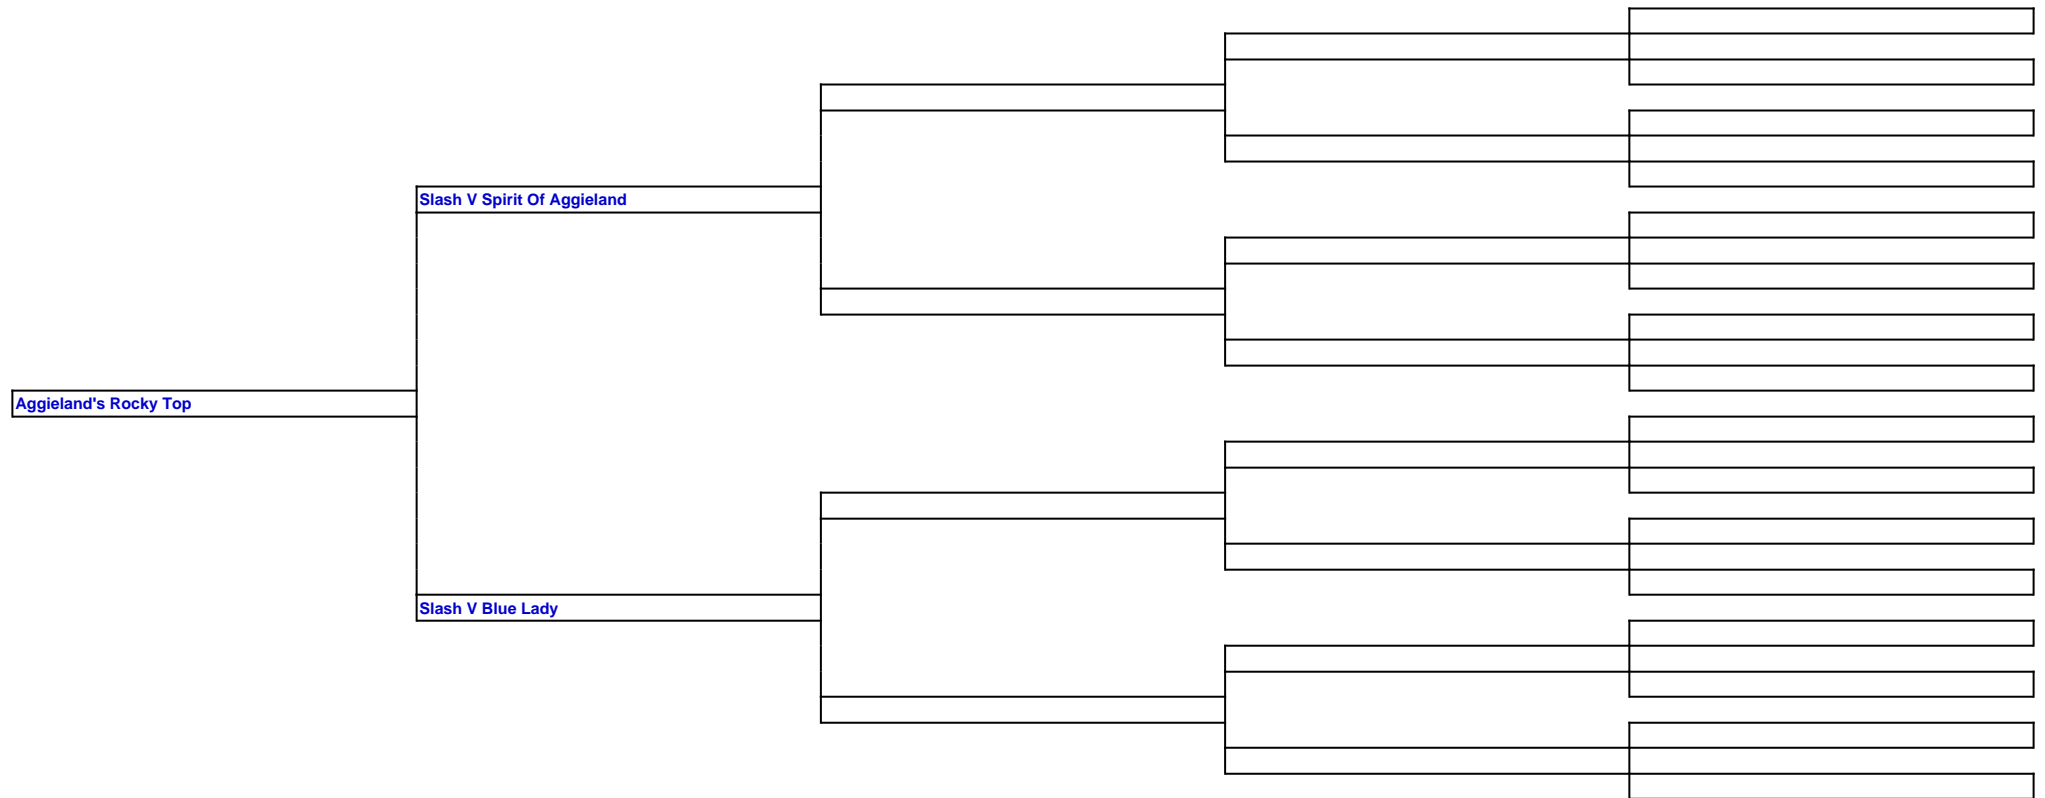 Slash V Spirit Of Aggieland
Aggieland's Rocky Top
Slash V Blue Lady